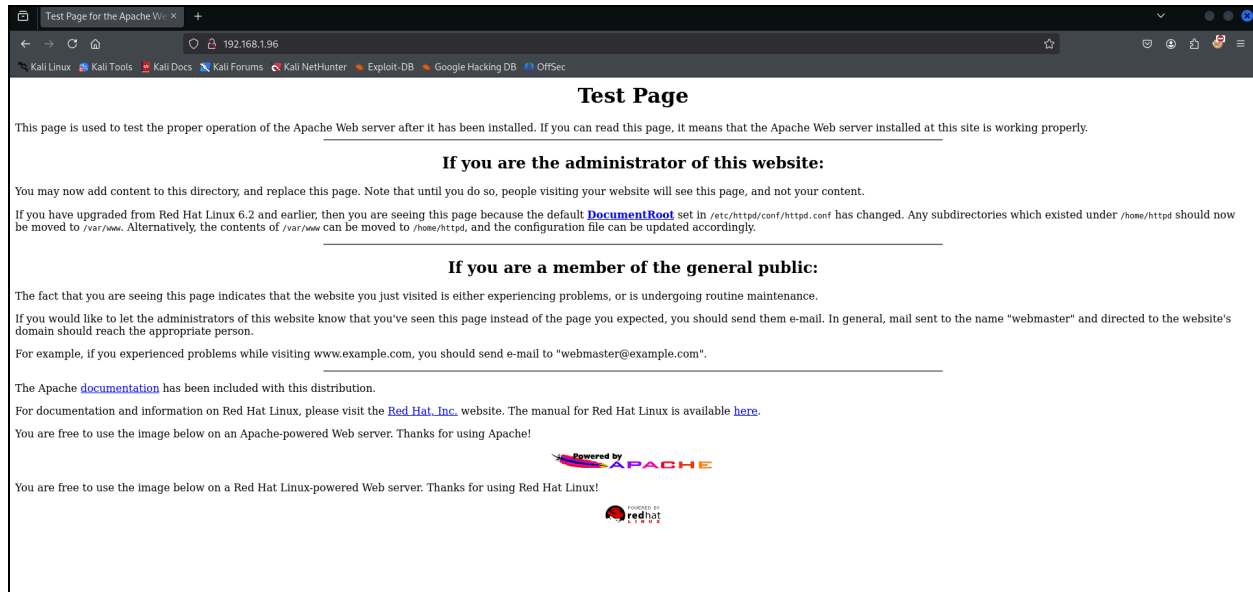 Test Page for the Apache We
192.168.1.96
Kali Linux Kali Tools Kali Docs Kali Forums Kali NetHunter Exploit-DB Google Hacking DB OffSec
Test Page
This page is used to test the proper operation of the Apache Web server after it has been installed. If you can read this page, it means that the Apache Web server installed at this site is working properly.
If you are the administrator of this website:
You may now add content to this directory, and replace this page. Note that until you do so, people visiting your website will see this page, and not your content.
If you have upgraded from Red Hat Linux 6.2 and earlier, then you are seeing this page because the default DocumentRoot set in /etc/httpd/conf/httpd.conf has changed. Any subdirectories which existed under /home/httpd should now
be moved to /var/www. Alternatively, the contents of /var/www can be moved to /home/httpd, and the configuration file can be updated accordingly.
If you are a member of the general public:
The fact that you are seeing this page indicates that the website you just visited is either experiencing problems, or is undergoing routine maintenance.
If you would like to let the administrators of this website know that you've seen this page instead of the page you expected, you should send them e-mail. In general, mail sent to the name "webmaster" and directed to the website's
domain should reach the appropriate person.
For example, if you experienced problems while visiting www.example.com, you should send e-mail to "webmaster@example.com".
The Apache documentation has been included with this distribution.
For documentation and information on Red Hat Linux, please visit the Red Hat, Inc. website. The manual for Red Hat Linux is available here.
You are free to use the image below on an Apache-powered Web server. Thanks for using Apache!
Powered by
APACHE
You are free to use the image below on a Red Hat Linux-powered Web server. Thanks for using Red Hat Linux!
POWERED BY
redhat
LINUX